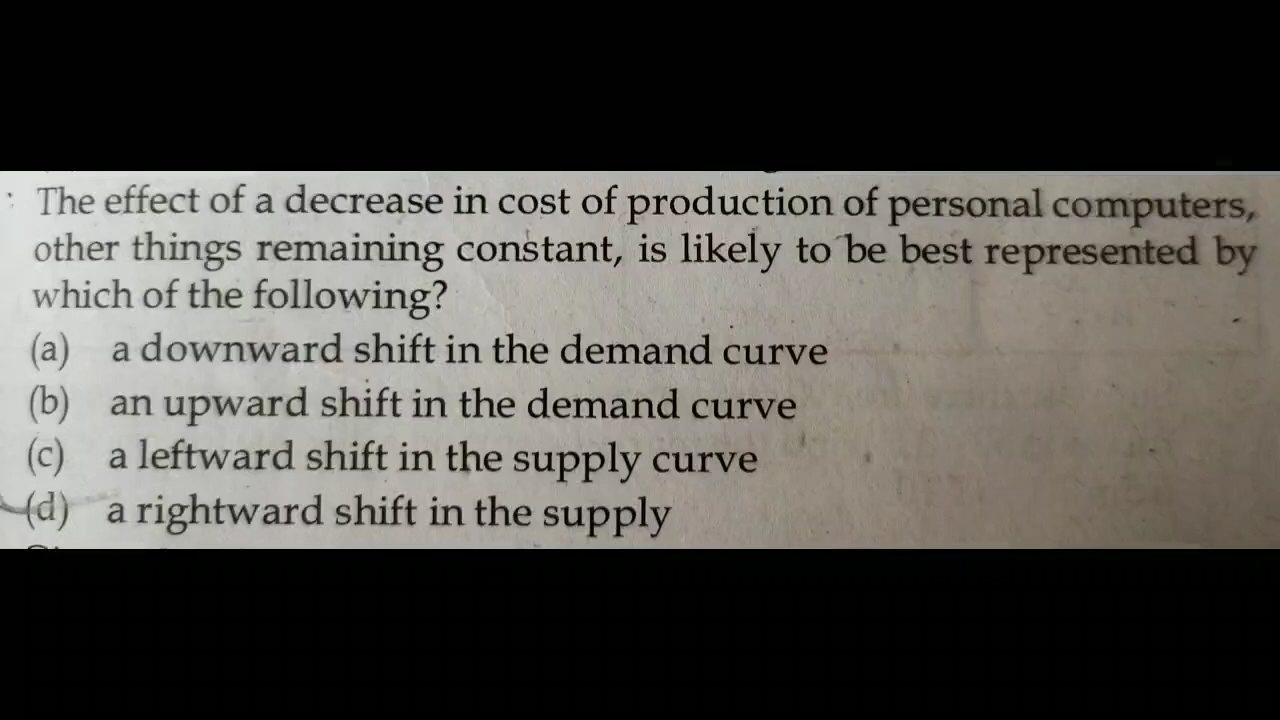 The effect of a decrease in cost of production of personal computers,
other things remaining constant, is likely to be best represented by
which of the following?
(a) a downward shift in the demand curve
(b) an upward shift in the demand curve
(c) a leftward shift in the supply curve
(d) a rightward shift in the supply